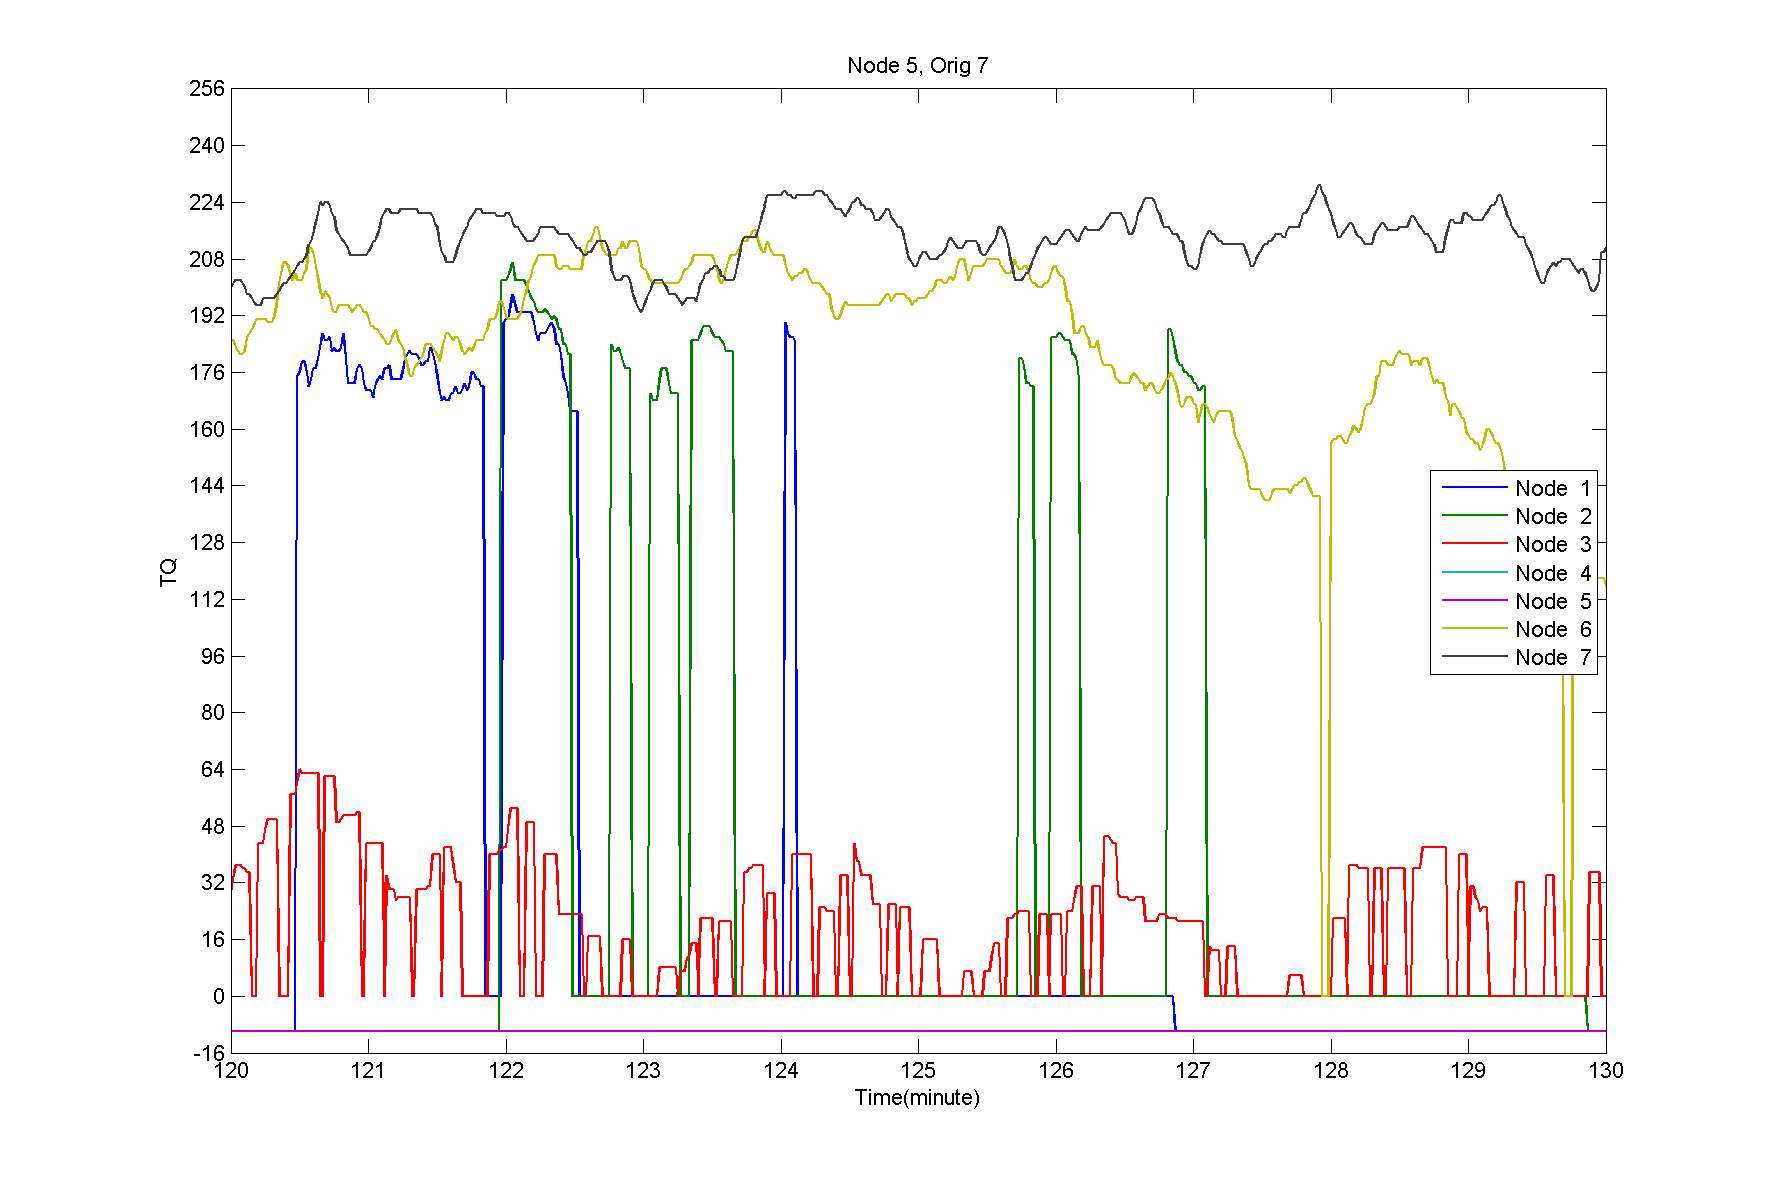 Node 5, Orig 7
256
240
224
208
192
176
160
144
128
112
96
80
64
48
32
16
0
-16
TQ
Node 1
Node 2
Node 3
Node 4
Node 5
Node 6
Node 7
120 121 122 123 124 125 126 127 128 129 130
Time(minute)